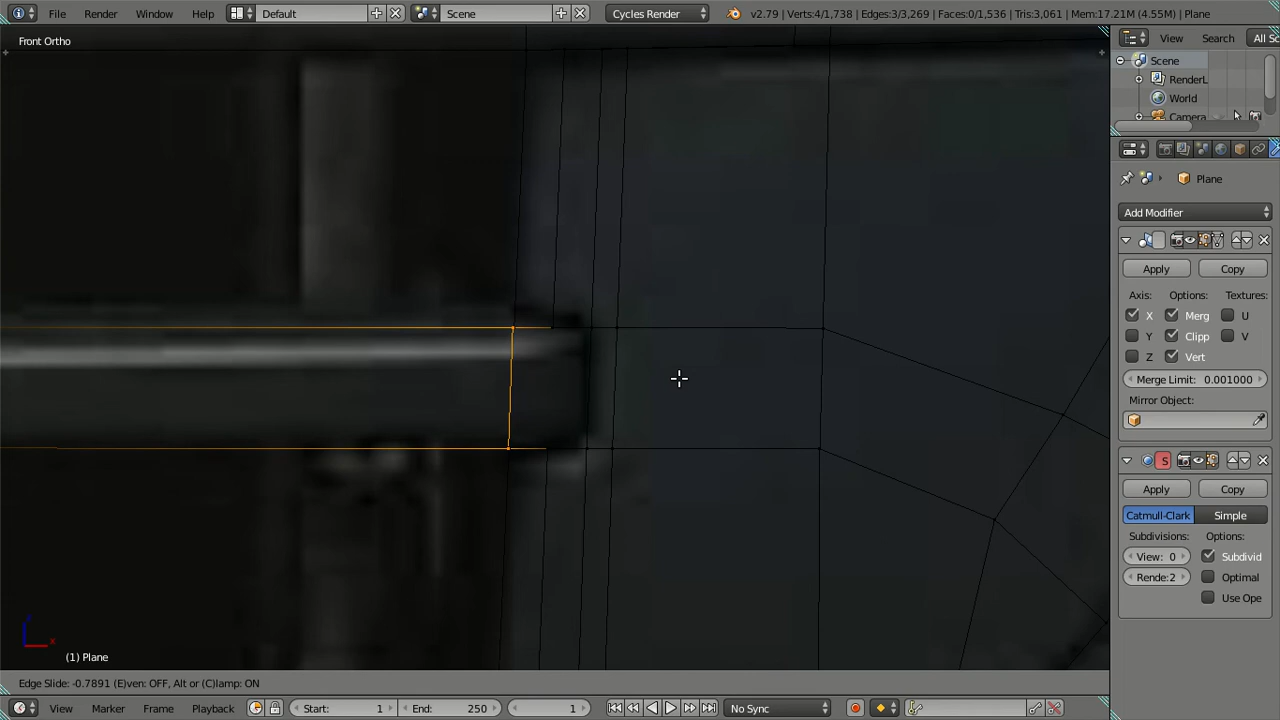 File Render Window Help Default Scene Cycles Render v2.79 | Verts:4/1,738 | Edges:3/3,269 | Faces:0/1,536 | Tris:3,061 | Mem:17.21M (4.55M) | Plane
Front Ortho
View Search All Sc
Scene
RenderL
World
Camera
Plane
Add Modifier
Apply Copy
Axis: Options: Textures:
X Merg U
Y Clipp V
Z Vert
Merge Limit: 0.001000
Mirror Object:
S
Apply Copy
Catmull-Clark Simple
Subdivisions: Options:
View: 0 Subdivid
Rende:2 Optimal
Use Ope
x
(1) Plane
Edge Slide: -0.7891 (E)ven: OFF, Alt or (C)lamp: ON
View Marker Frame Playback Start: 1 End: 250 1 No Sync